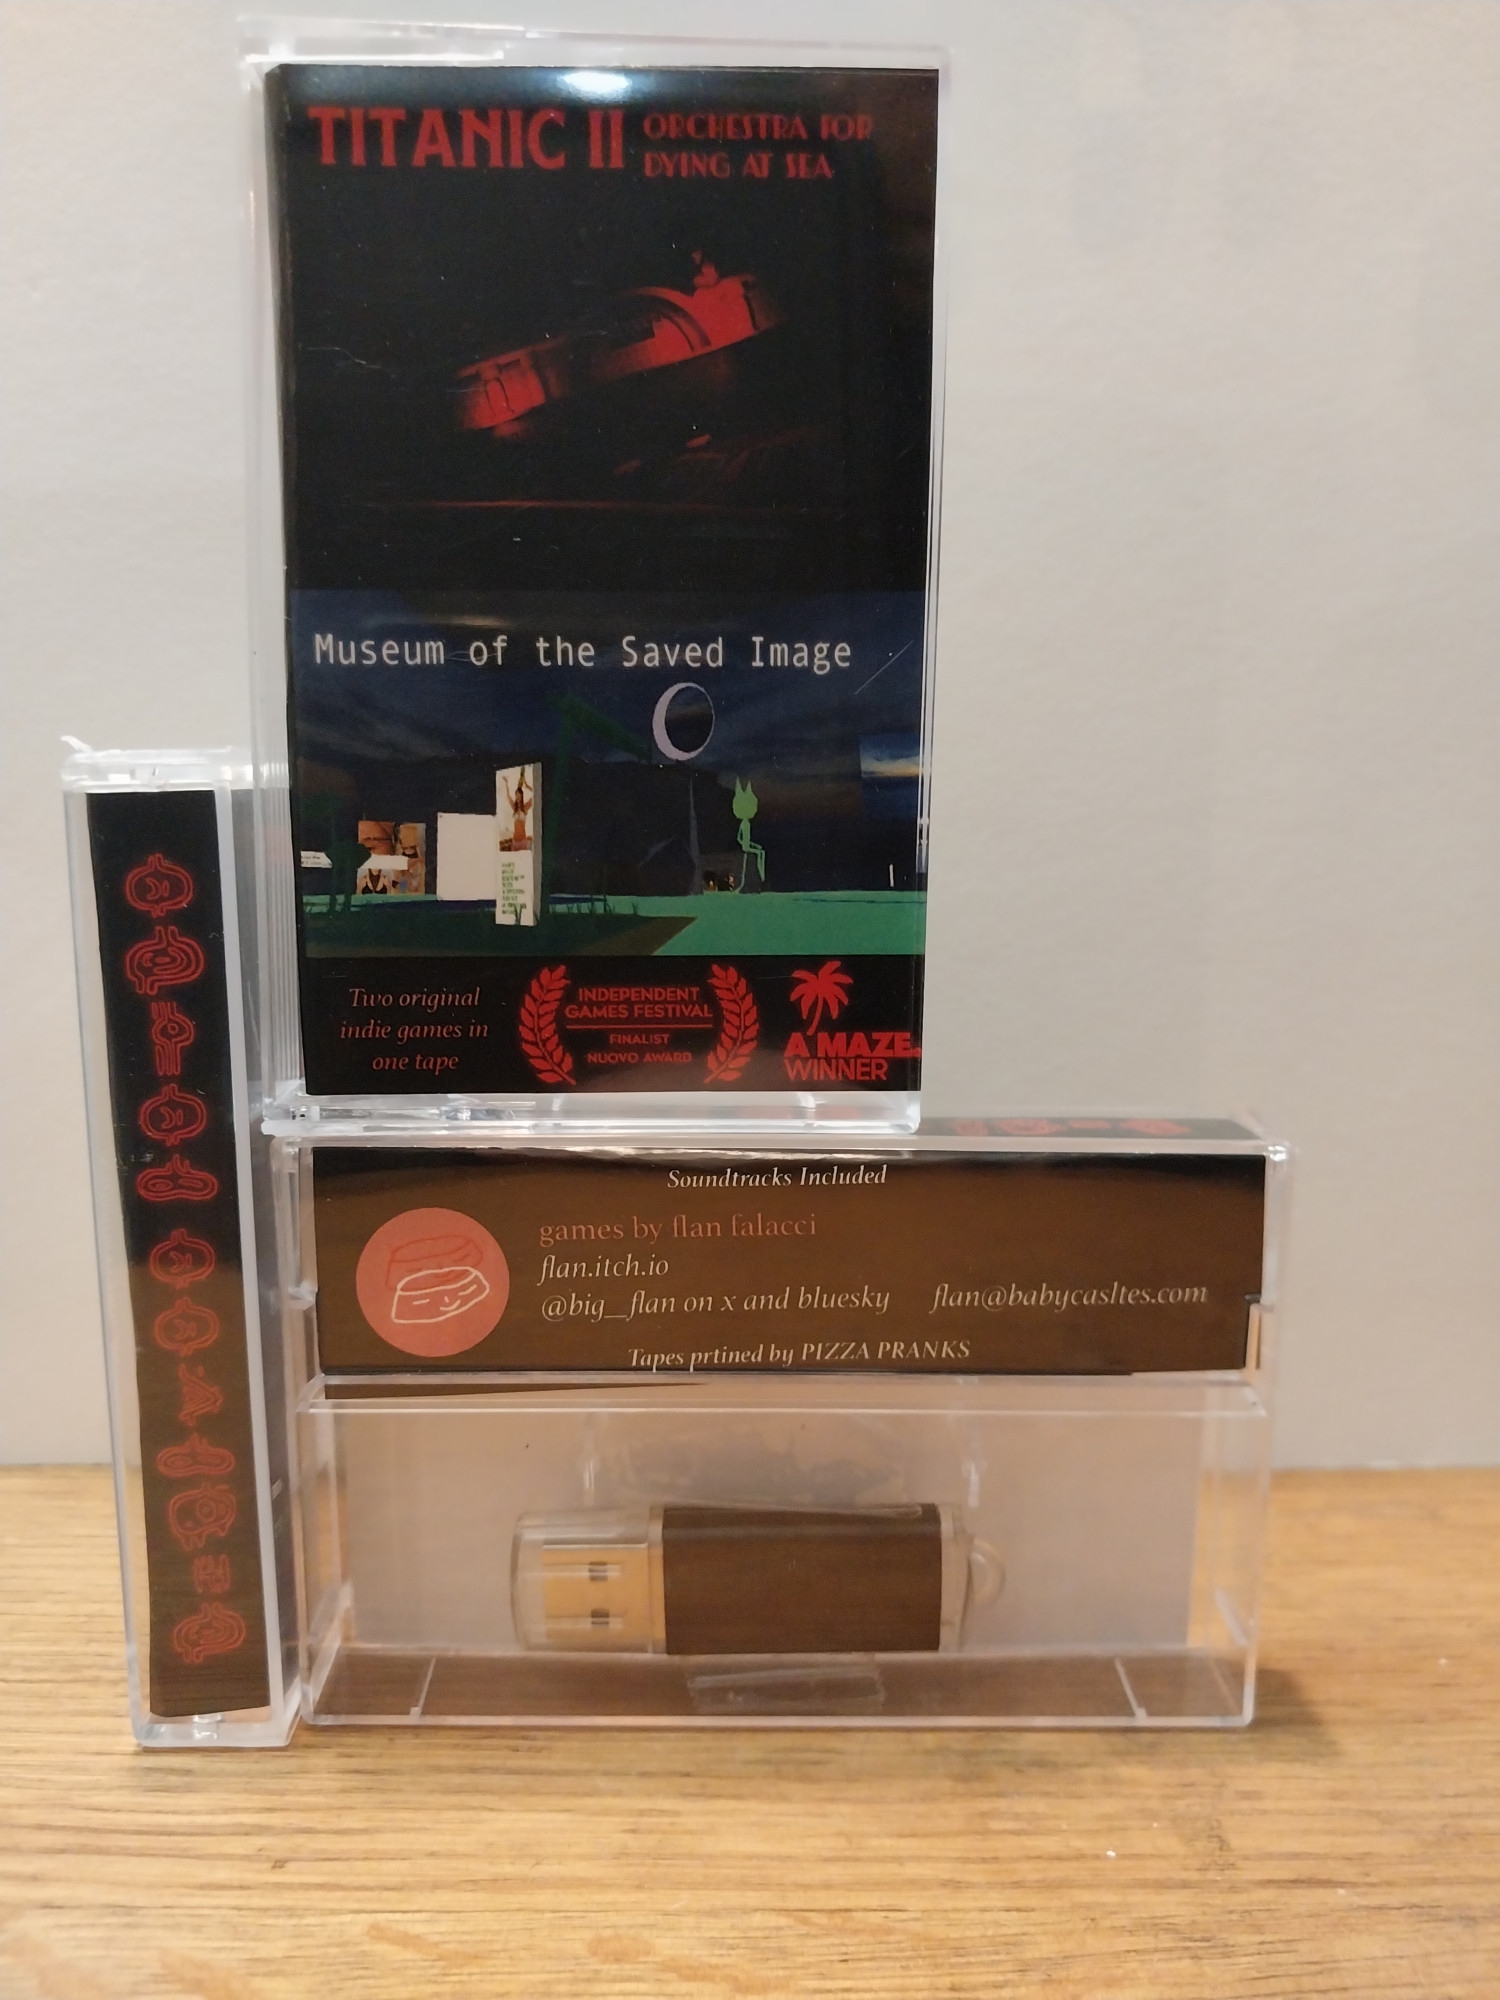 TITANIC II
ORCHESTRA FOR
DYING AT SEA
Museum of the Saved Image
Two original
indie games in
one tape
INDEPENDENT
GAMES FESTIVAL
FINALIST
NUOVO AWARD
A MAZE.
WINNER
Soundtracks Included
games by flan falacci
flan.itch.io
@big_flan on x and bluesky
flan@babycasltes.com
Tapes prtined by PIZZA PRANKS